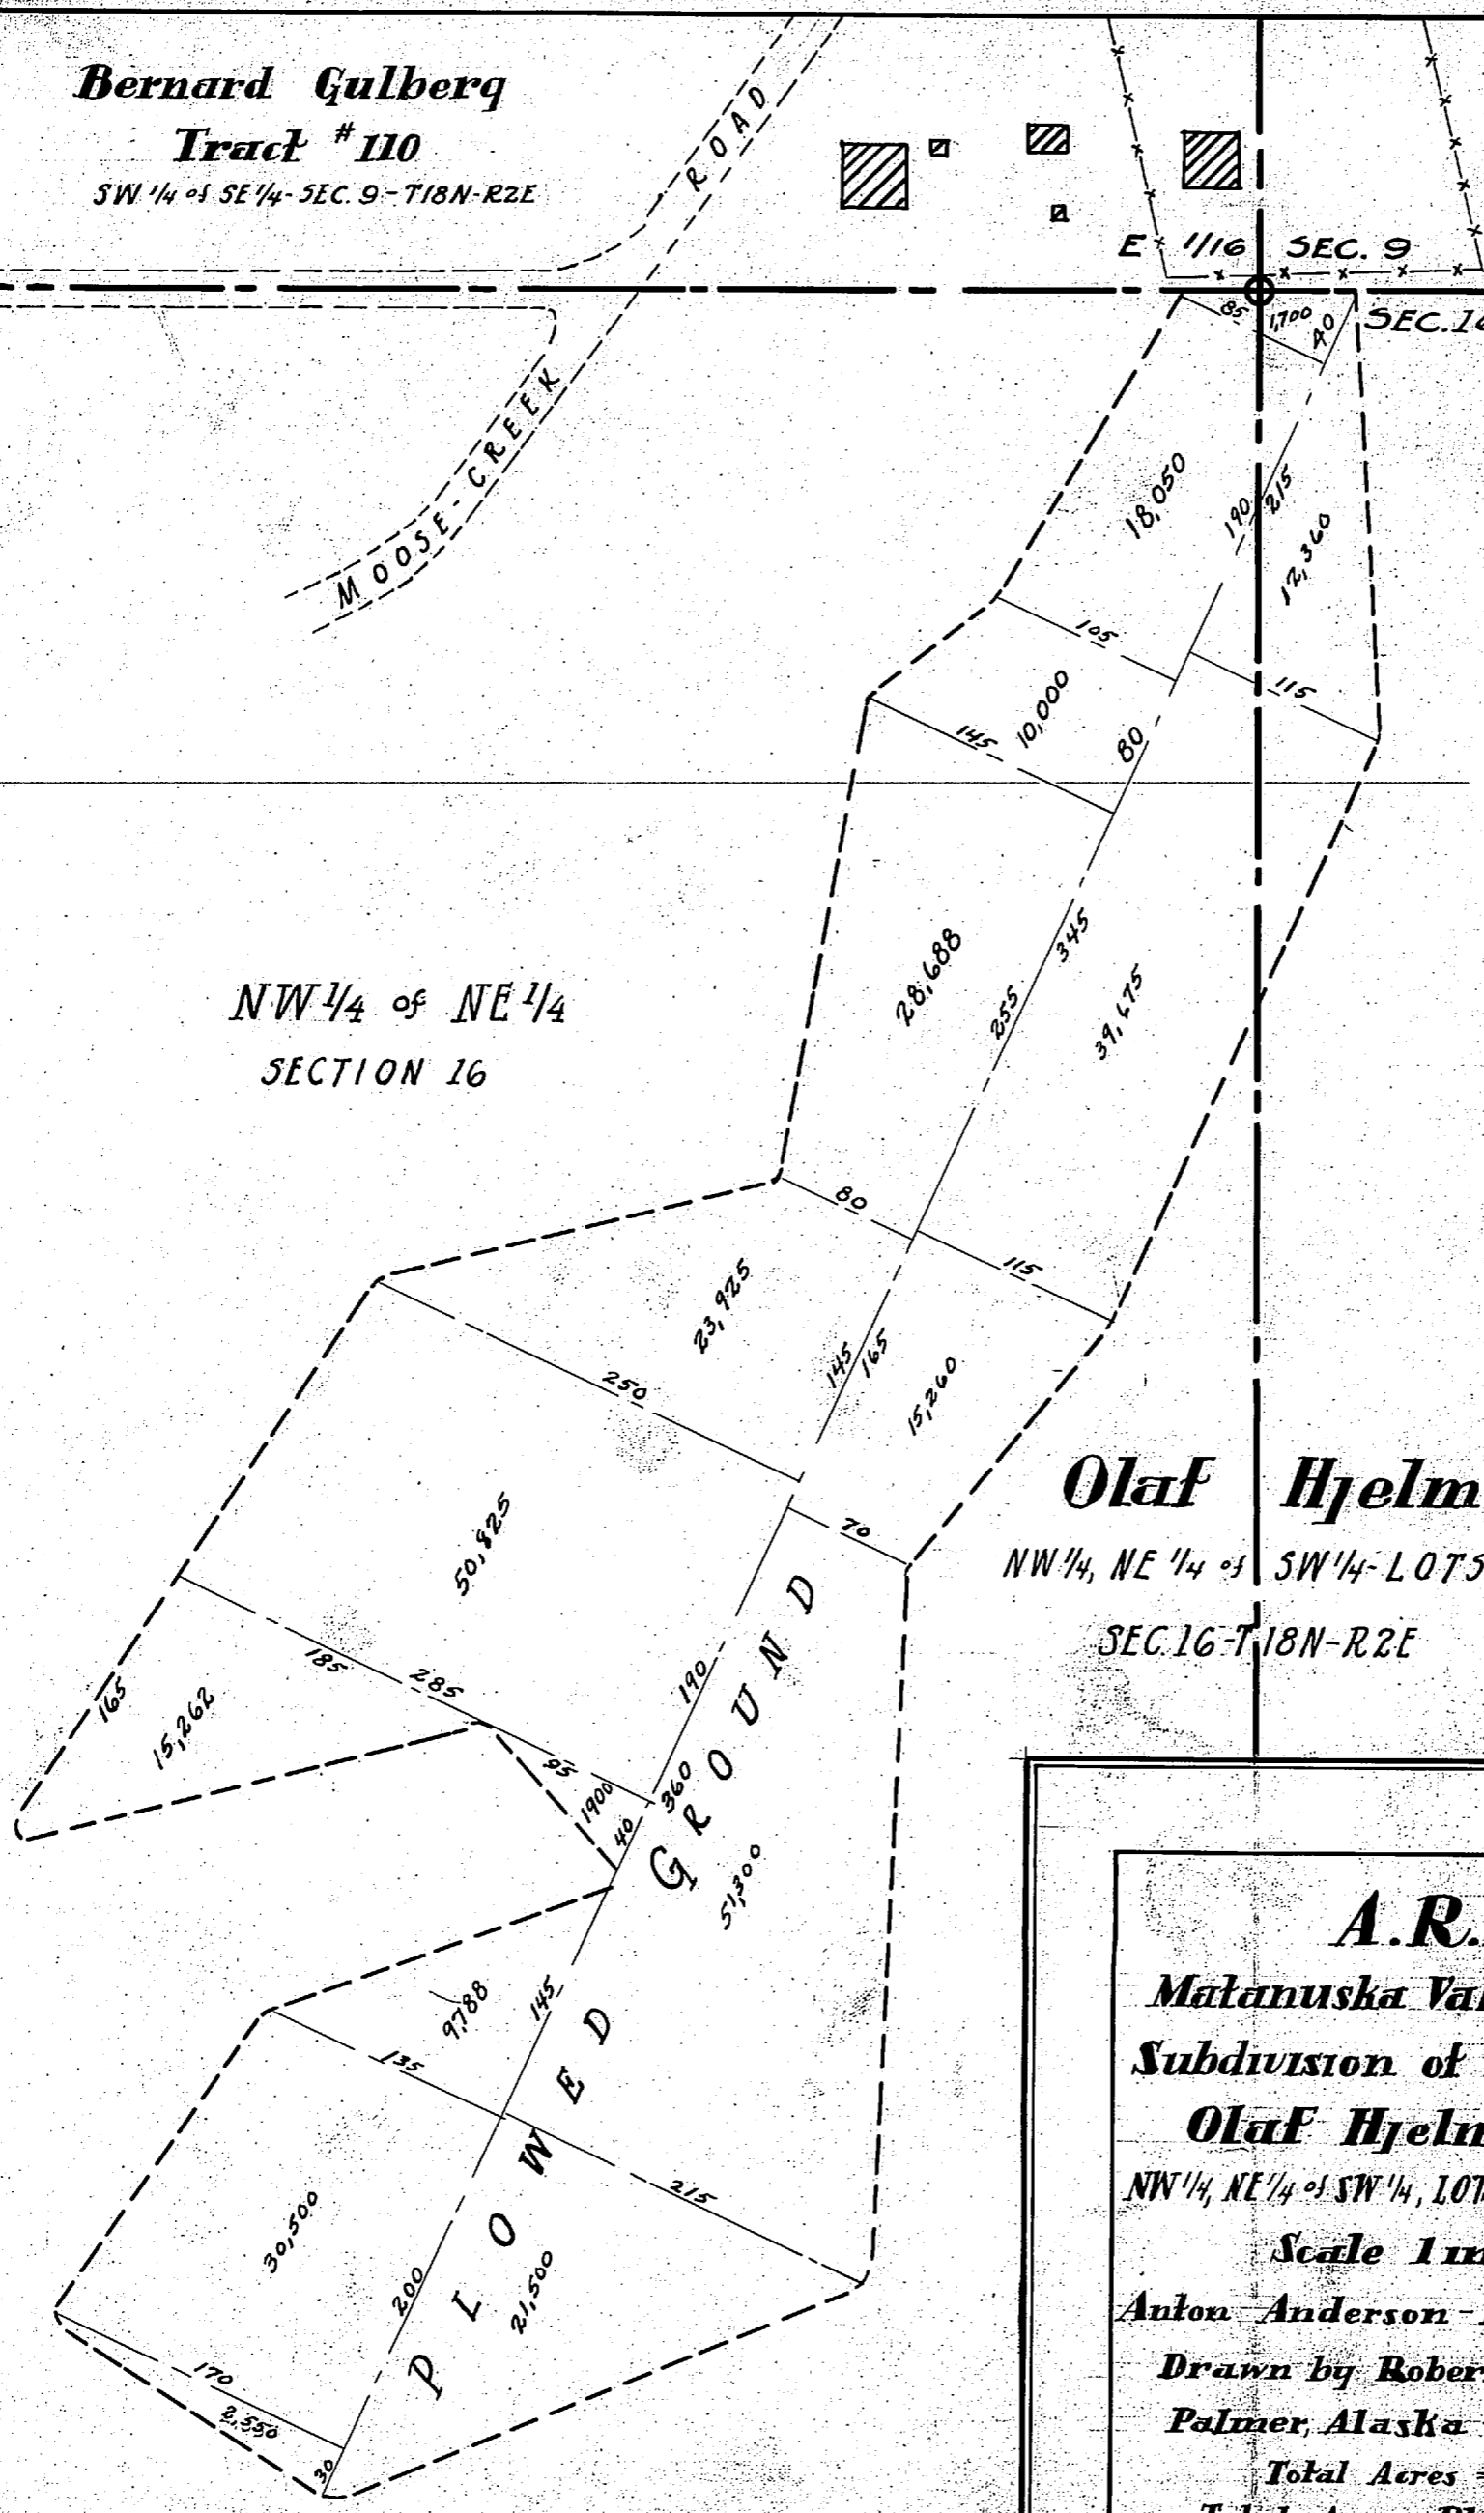 Bernard Gulberg
Tract #110
SW 1/4 of SE 1/4 - SEC. 9 - T18N - R2E
ROAD
E 1/16 SEC. 9
SEC. 16
85
1,700
40
MOOSE - CREEK
18,050
190
215
12,360
105
115
10,000
145
80
28,688
345
255
39,675
NW 1/4 of NE 1/4
SECTION 16
80
115
23,925
145
165
15,260
250
70
50,825
Olaf Hjelm
NW 1/4, NE 1/4 of SW 1/4 - LOTS
SEC. 16 - T18N - R2E
185
285
190
165
15,262
95
1900
40
360
51,300
PLOWED GROUND
9,788
145
135
215
30,500
200
21,500
170
2,550
30
A.R.
Matanuska Val
Subdivision of
Olaf Hjeln
NW 1/4, NE 1/4 of SW 1/4, LOT
Scale 1 in
Anton Anderson -
Drawn by Rober
Palmer, Alaska
Total Acres =